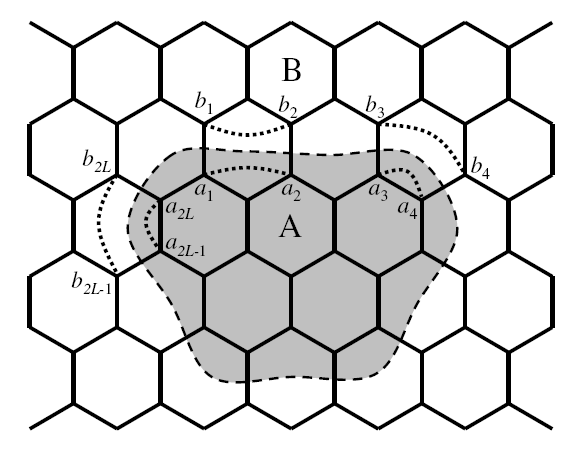 B
b₁ b₂ b₃
b₂L b₄
a₁ a₂ a₃ a₄
a₂L
A
a₂L₋₁
b₂L₋₁